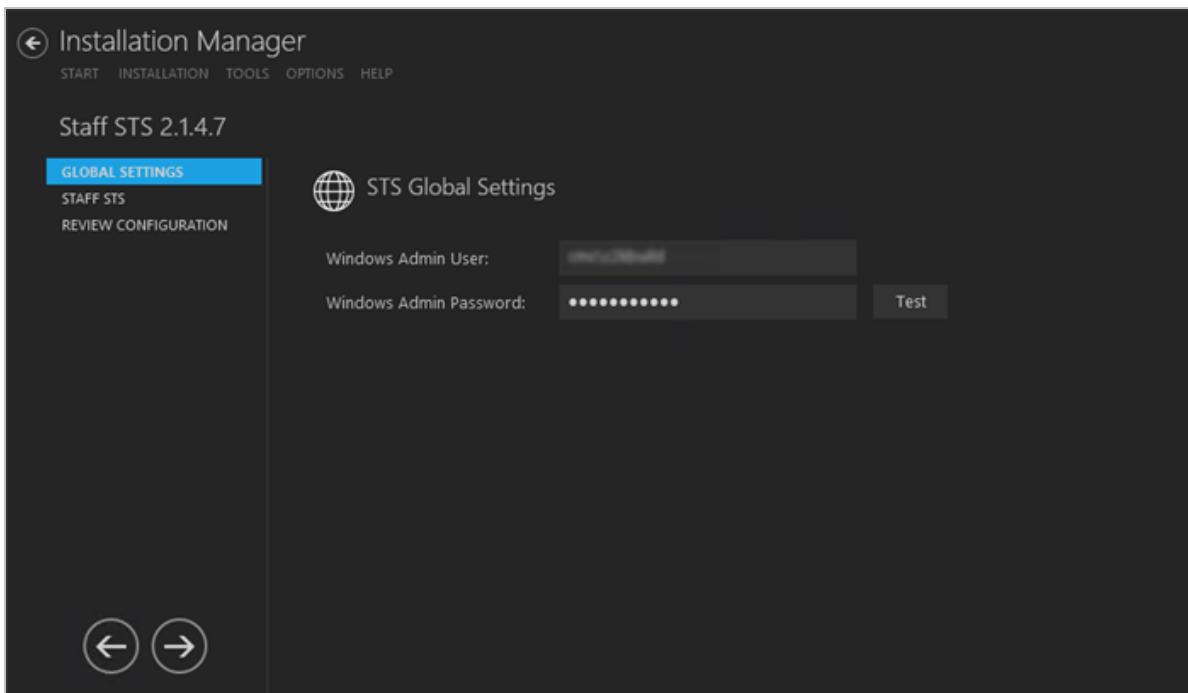 Installation Manager
START INSTALLATION TOOLS OPTIONS HELP
Staff STS 2.1.4.7
GLOBAL SETTINGS
STAFF STS
REVIEW CONFIGURATION
STS Global Settings
Windows Admin User:
Windows Admin Password: ●●●●●●●●●●● Test